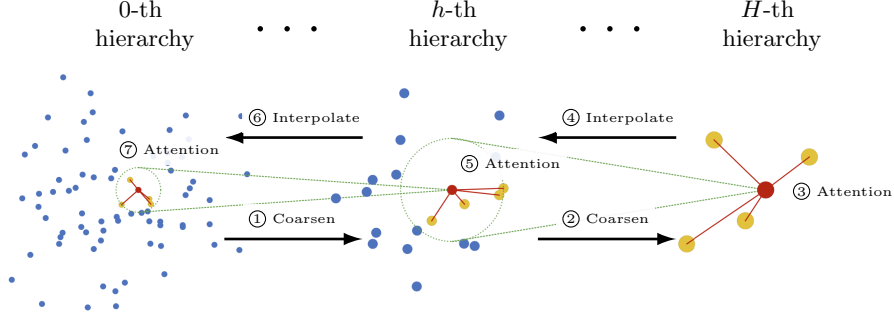 0-th
hierarchy
• • •
h-th
hierarchy
• • •
H-th
hierarchy
⑥ Interpolate
④ Interpolate
⑦ Attention
⑤ Attention
③ Attention
① Coarsen
② Coarsen